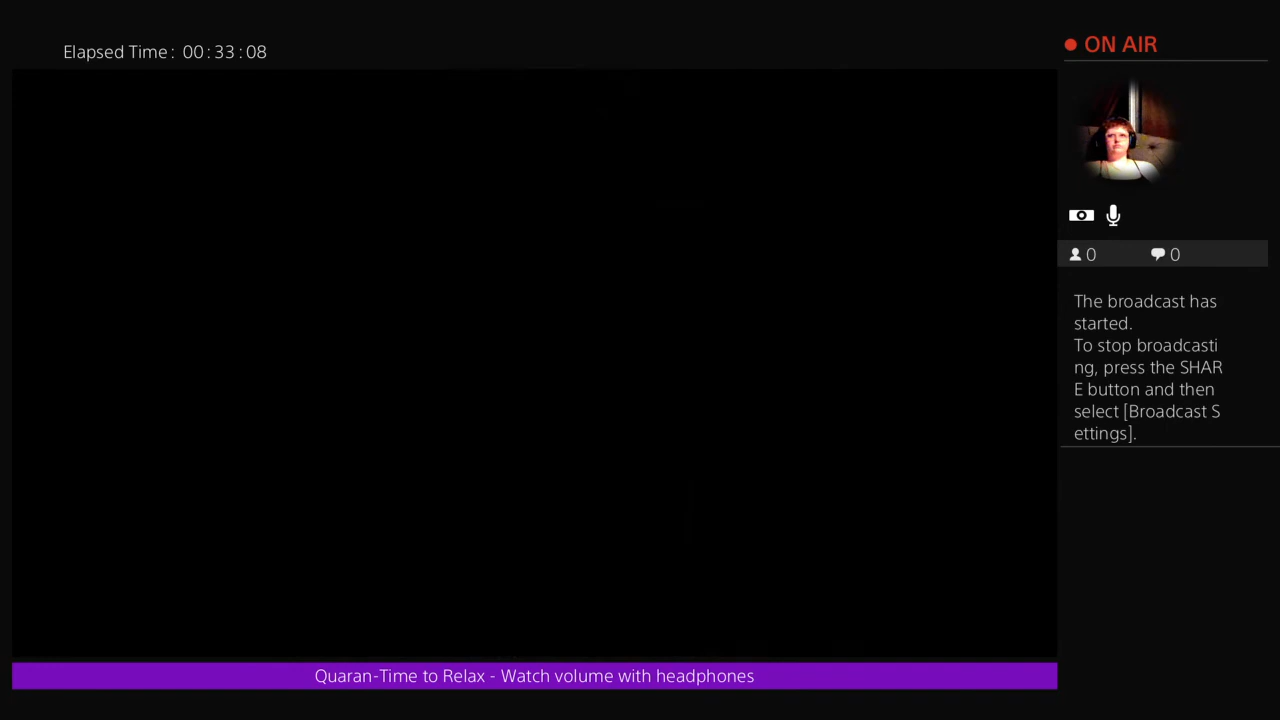 Elapsed Time: 00:33:08
ON AIR
0 0
The broadcast has
started.
To stop broadcasti
ng, press the SHAR
E button and then
select [Broadcast S
ettings].
Quaran-Time to Relax - Watch volume with headphones